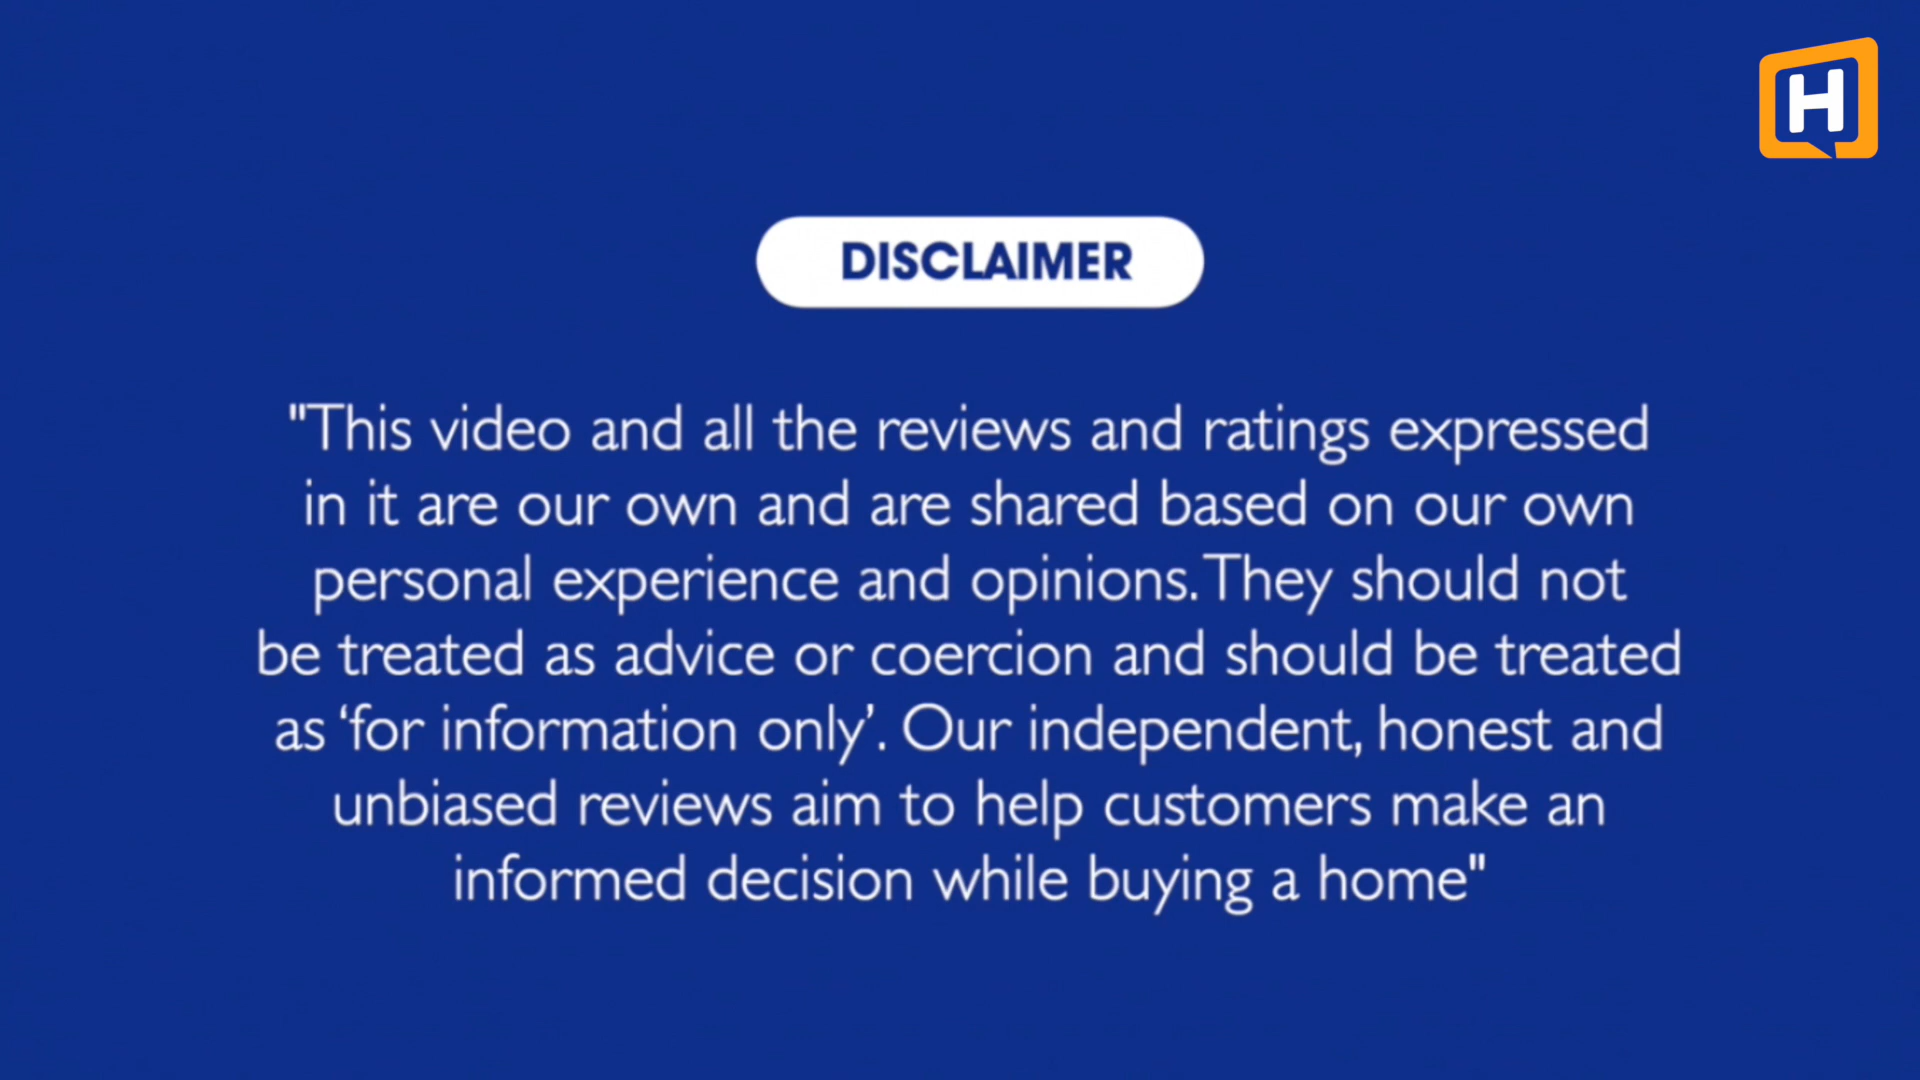 H
DISCLAIMER
"This video and all the reviews and ratings expressed
in it are our own and are shared based on our own
personal experience and opinions. They should not
be treated as advice or coercion and should be treated
as ‘for information only’. Our independent, honest and
unbiased reviews aim to help customers make an
informed decision while buying a home"